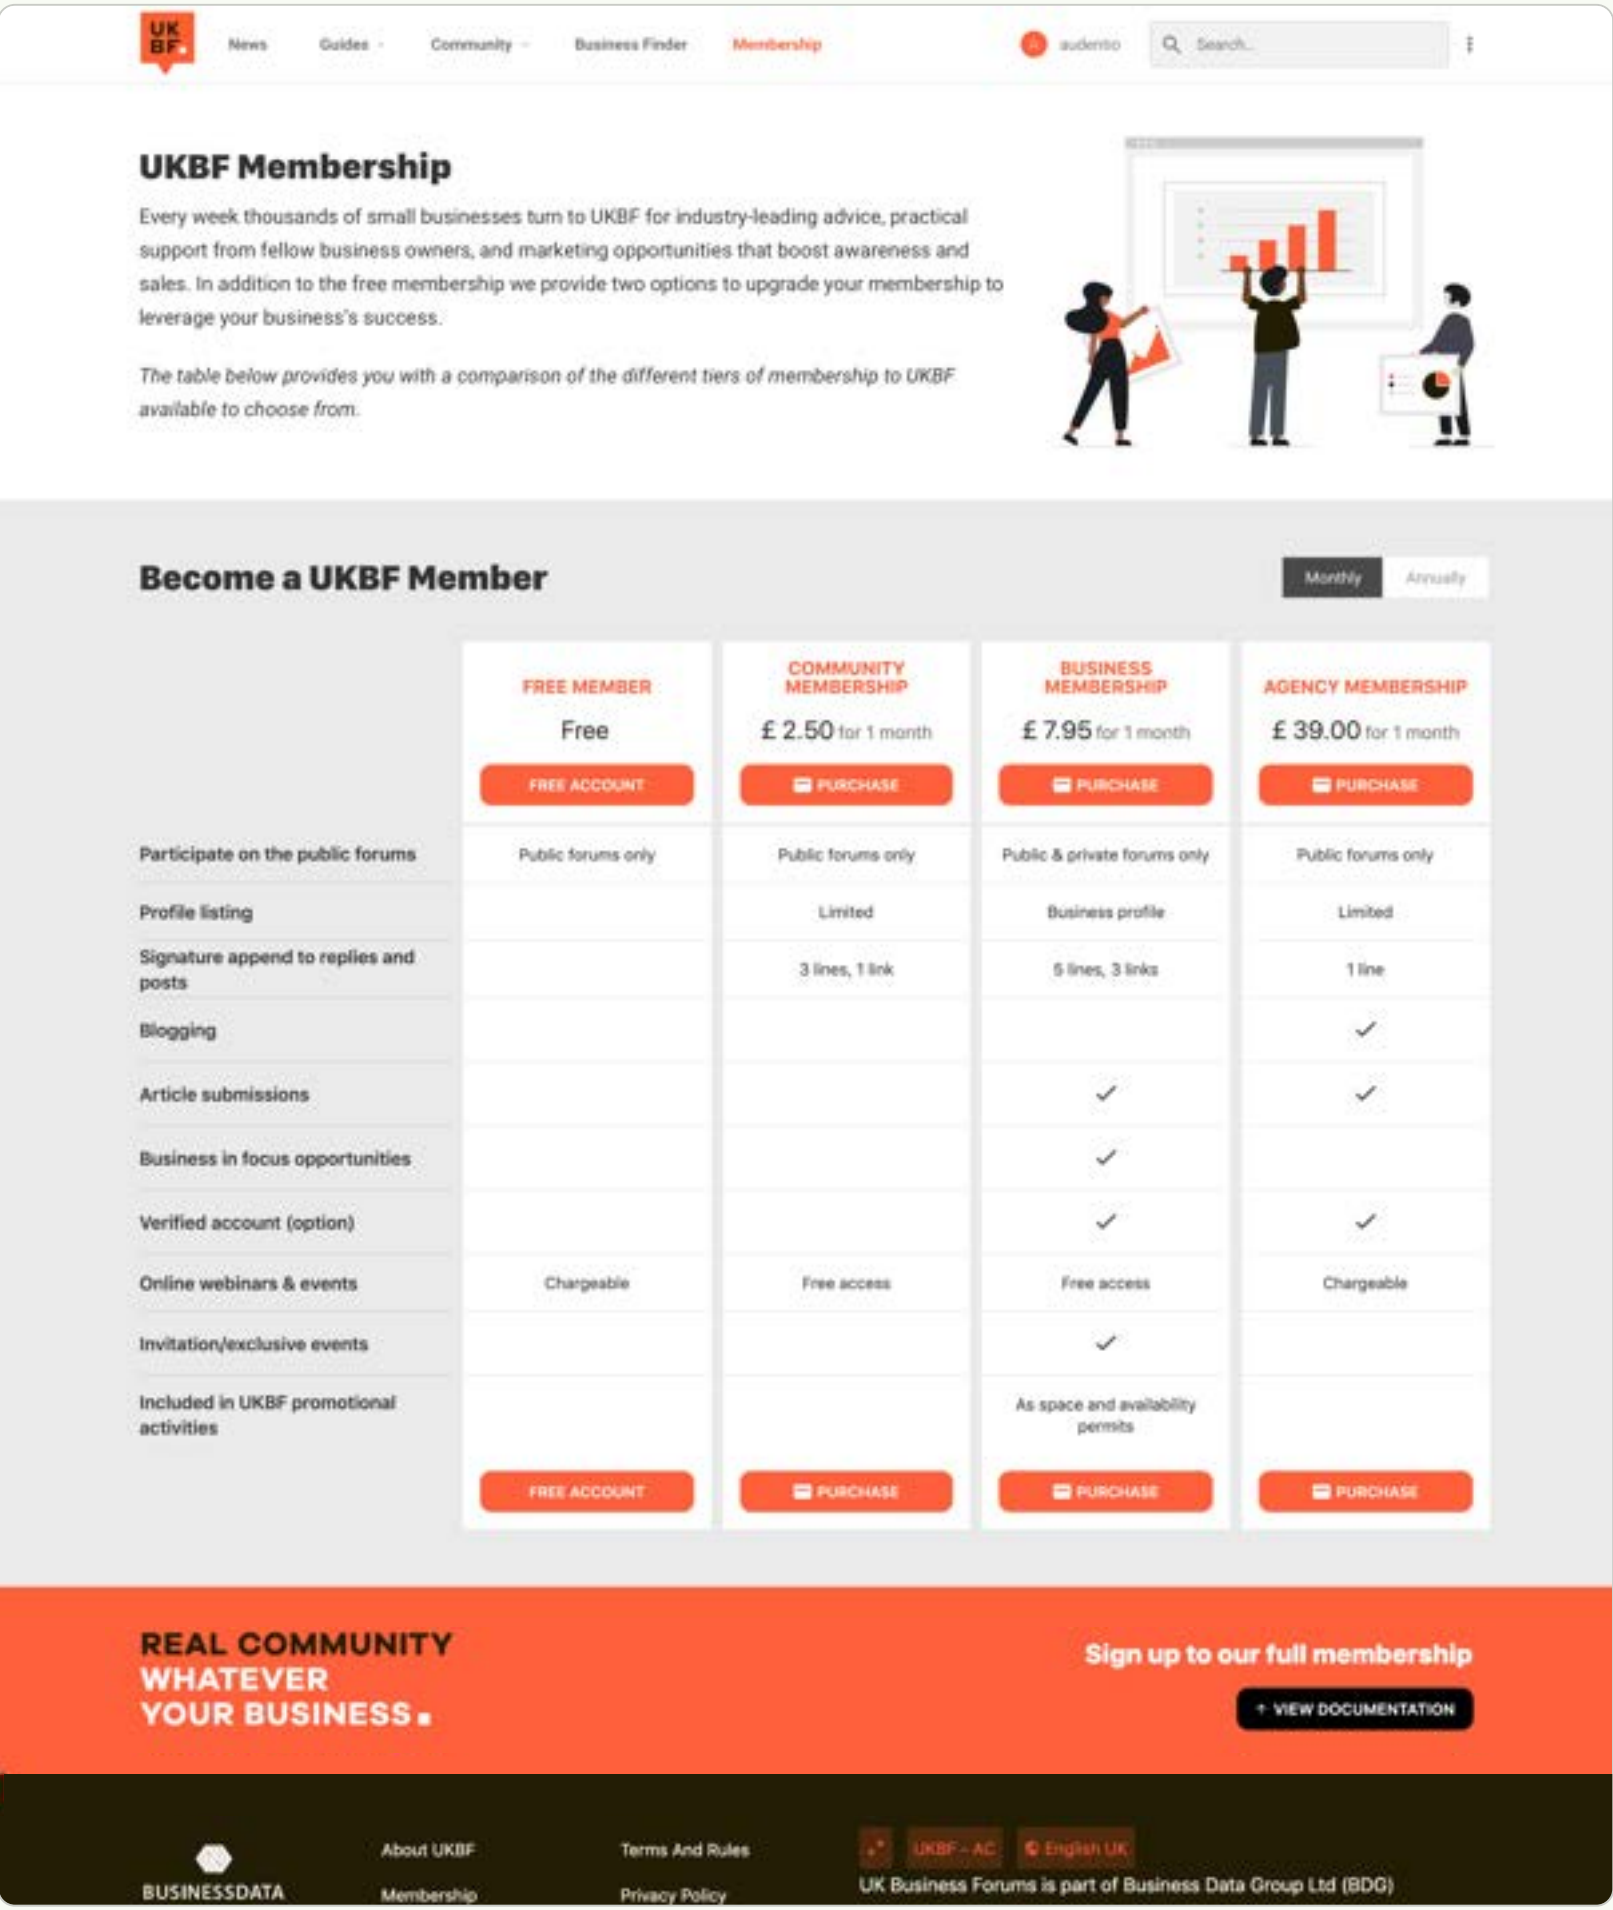 UK
BF.
News Guides Community Business Finder Membership audentio Search...
UKBF Membership
Every week thousands of small businesses turn to UKBF for industry-leading advice, practical
support from fellow business owners, and marketing opportunities that boost awareness and
sales. In addition to the free membership we provide two options to upgrade your membership to
leverage your business's success.
The table below provides you with a comparison of the different tiers of membership to UKBF
available to choose from.
Become a UKBF Member
Monthly Annually
FREE MEMBER
Free
FREE ACCOUNT
COMMUNITY
MEMBERSHIP
£ 2.50 for 1 month
PURCHASE
BUSINESS
MEMBERSHIP
£ 7.95 for 1 month
PURCHASE
AGENCY MEMBERSHIP
£ 39.00 for 1 month
PURCHASE
Participate on the public forums Public forums only Public forums only Public & private forums only Public forums only
Profile listing Limited Business profile Limited
Signature append to replies and
posts
3 lines, 1 link 5 lines, 3 links 1 line
Blogging
Article submissions
Business in focus opportunities
Verified account (option)
Online webinars & events Chargeable Free access Free access Chargeable
Invitation/exclusive events
Included in UKBF promotional
activities
As space and availability
permits
FREE ACCOUNT PURCHASE PURCHASE PURCHASE
REAL COMMUNITY
WHATEVER
YOUR BUSINESS.
Sign up to our full membership
VIEW DOCUMENTATION
BUSINESSDATA
About UKBF
Membership
Terms And Rules
Privacy Policy
UKBF - AC English UK
UK Business Forums is part of Business Data Group Ltd (BDG)